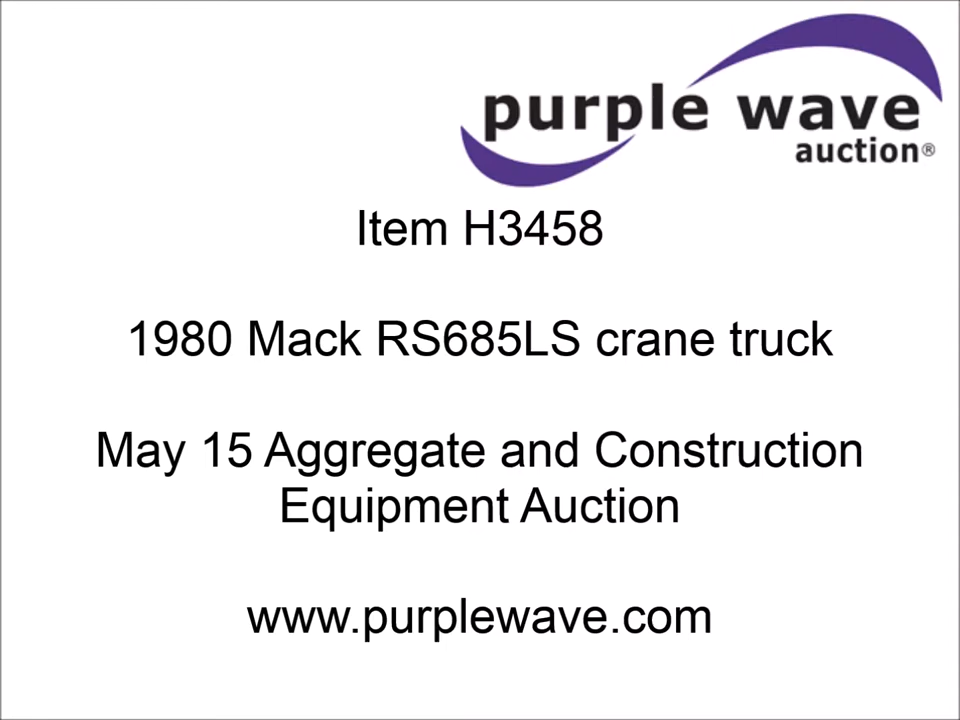 purple wave
auction®
Item H3458
1980 Mack RS685LS crane truck
May 15 Aggregate and Construction
Equipment Auction
www.purplewave.com